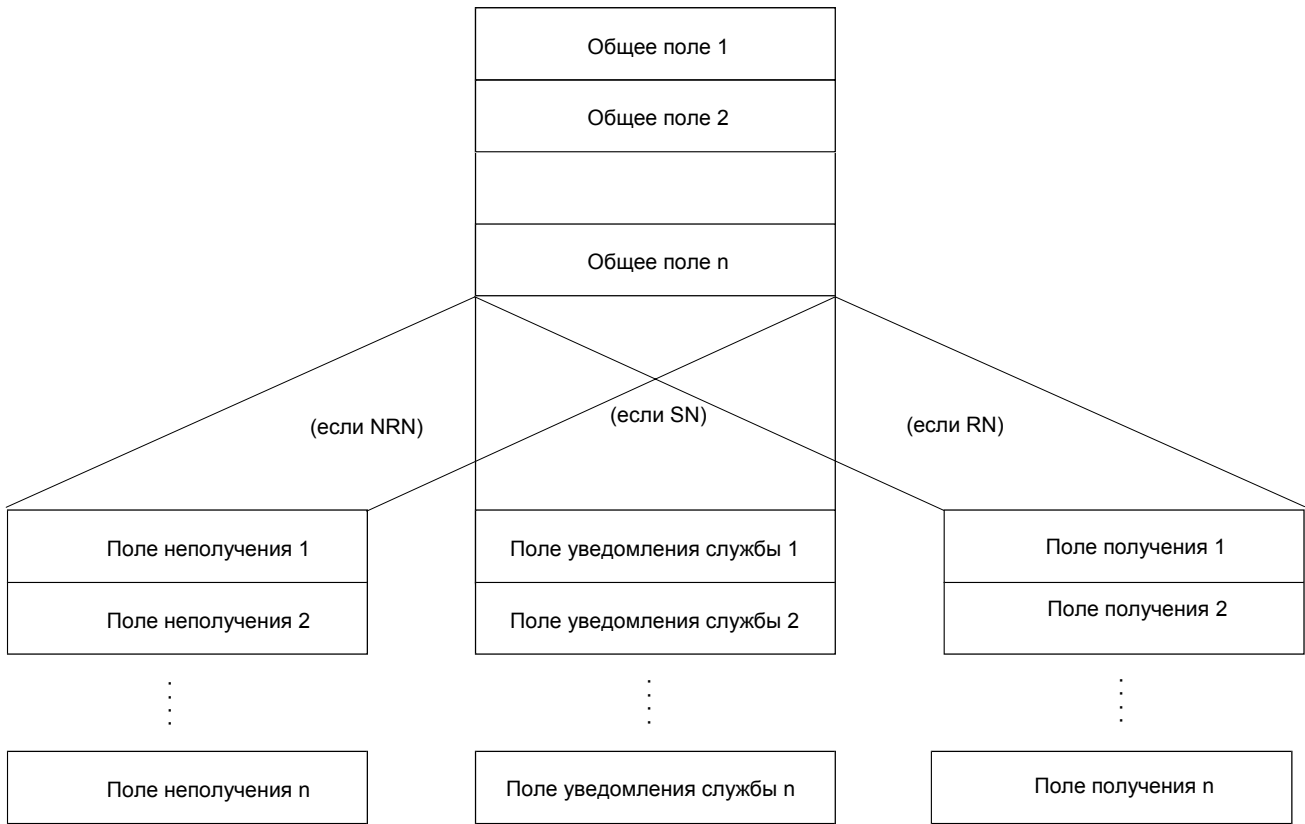 Общее поле 1
Общее поле 2
Общее поле n
(если NRN)
(если SN)
(если RN)
Поле неполучения 1
Поле уведомления службы 1
Поле получения 1
Поле неполучения 2
Поле уведомления службы 2
Поле получения 2
Поле неполучения n
Поле уведомления службы n
Поле получения n